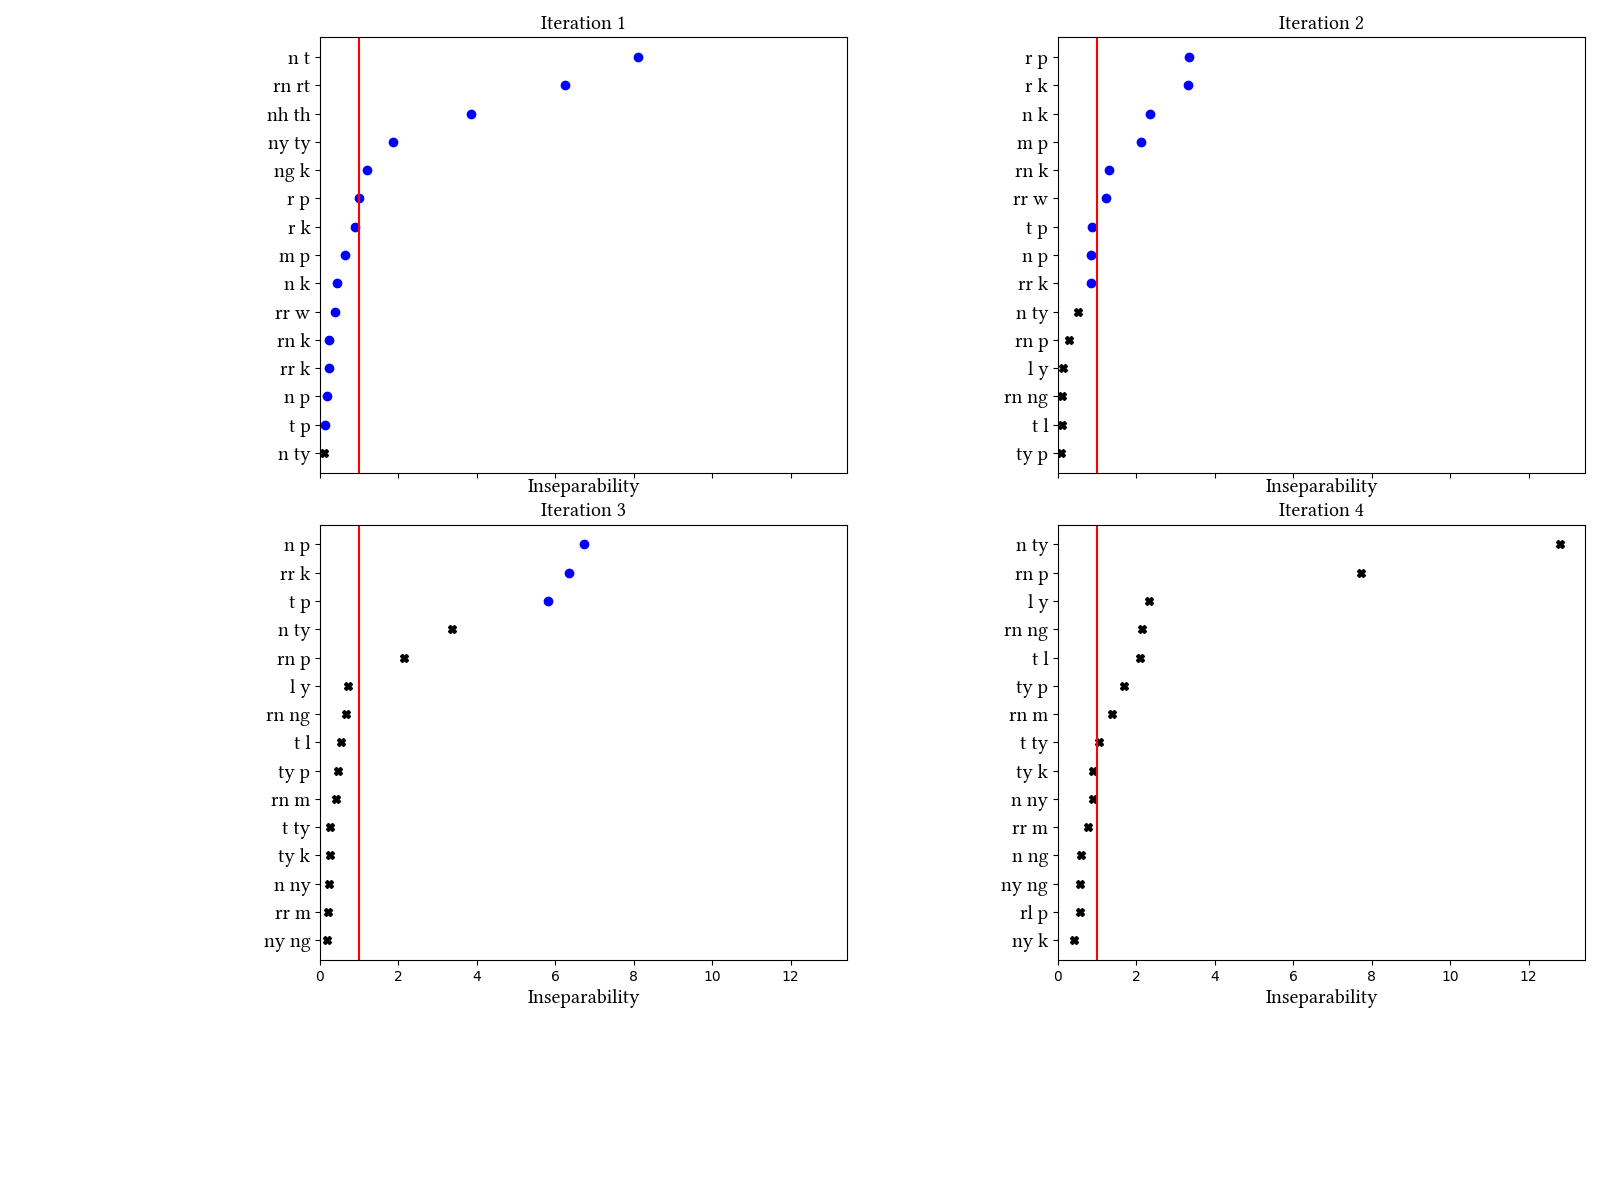 Iteration 1
n t
rn rt
nh th
ny ty
ng k
r p
r k
m p
n k
rr w
rn k
rr k
n p
t p
n ty
Inseparability
Iteration 2
r p
r k
n k
m p
rn k
rr w
t p
n p
rr k
n ty
rn p
l y
rn ng
t l
ty p
Inseparability
Iteration 3
n p
rr k
t p
n ty
rn p
l y
rn ng
t l
ty p
rn m
t ty
ty k
n ny
rr m
ny ng
0 2 4 6 8 10 12
Inseparability
Iteration 4
n ty
rn p
l y
rn ng
t l
ty p
rn m
t ty
ty k
n ny
rr m
n ng
ny ng
rl p
ny k
0 2 4 6 8 10 12
Inseparability